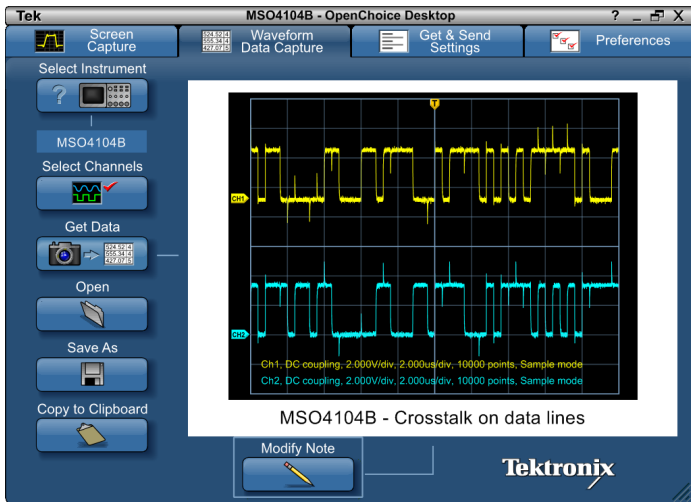 Tek
MSO4104B - OpenChoice Desktop
? _ X
Screen Capture
Waveform Data Capture
Get & Send Settings
Preferences
Select Instrument
?
MSO4104B
Select Channels
Get Data
Open
Save As
Copy to Clipboard
T
CH1
CH2
Ch1, DC coupling, 2.000V/div, 2.000us/div, 10000 points, Sample mode
Ch2, DC coupling, 2.000V/div, 2.000us/div, 10000 points, Sample mode
MSO4104B - Crosstalk on data lines
Modify Note
Tektronix